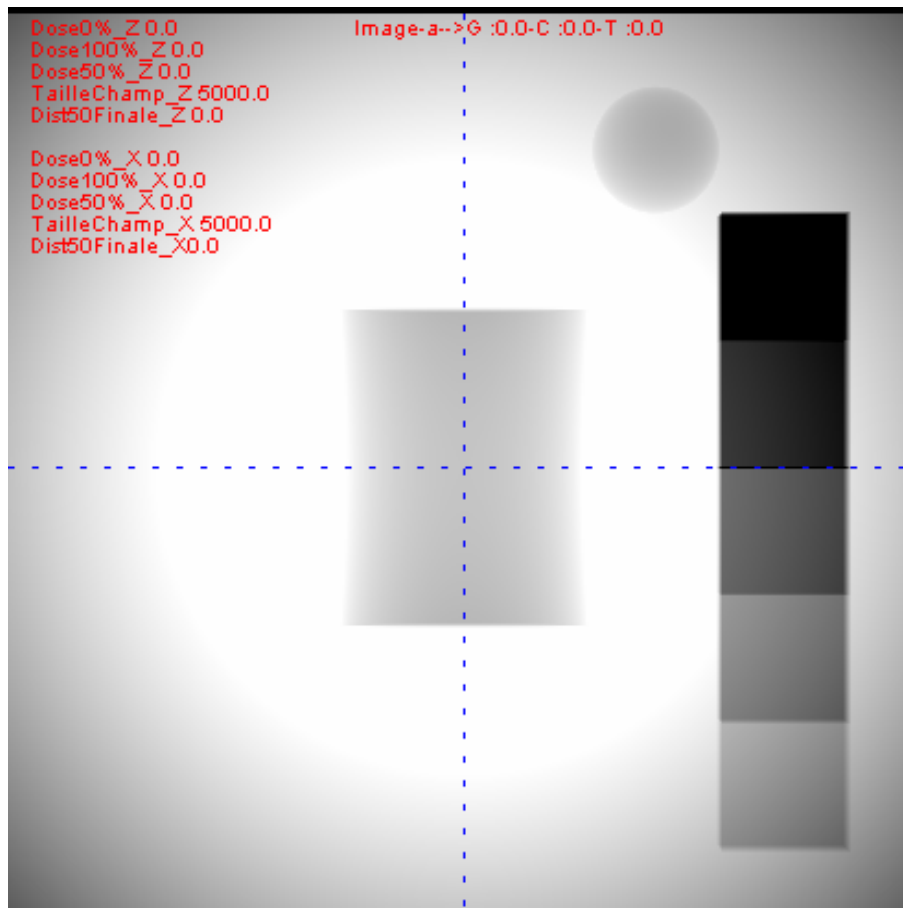 Dose0%_Z 0.0
Dose100%_Z 0.0
Dose50%_Z 0.0
TailleChamp_Z 5000.0
Dist50Finale_Z 0.0
Image-a-->G :0.0-C :0.0-T :0.0
Dose0%_X 0.0
Dose100%_X 0.0
Dose50%_X 0.0
TailleChamp_X 5000.0
Dist50Finale_X0.0